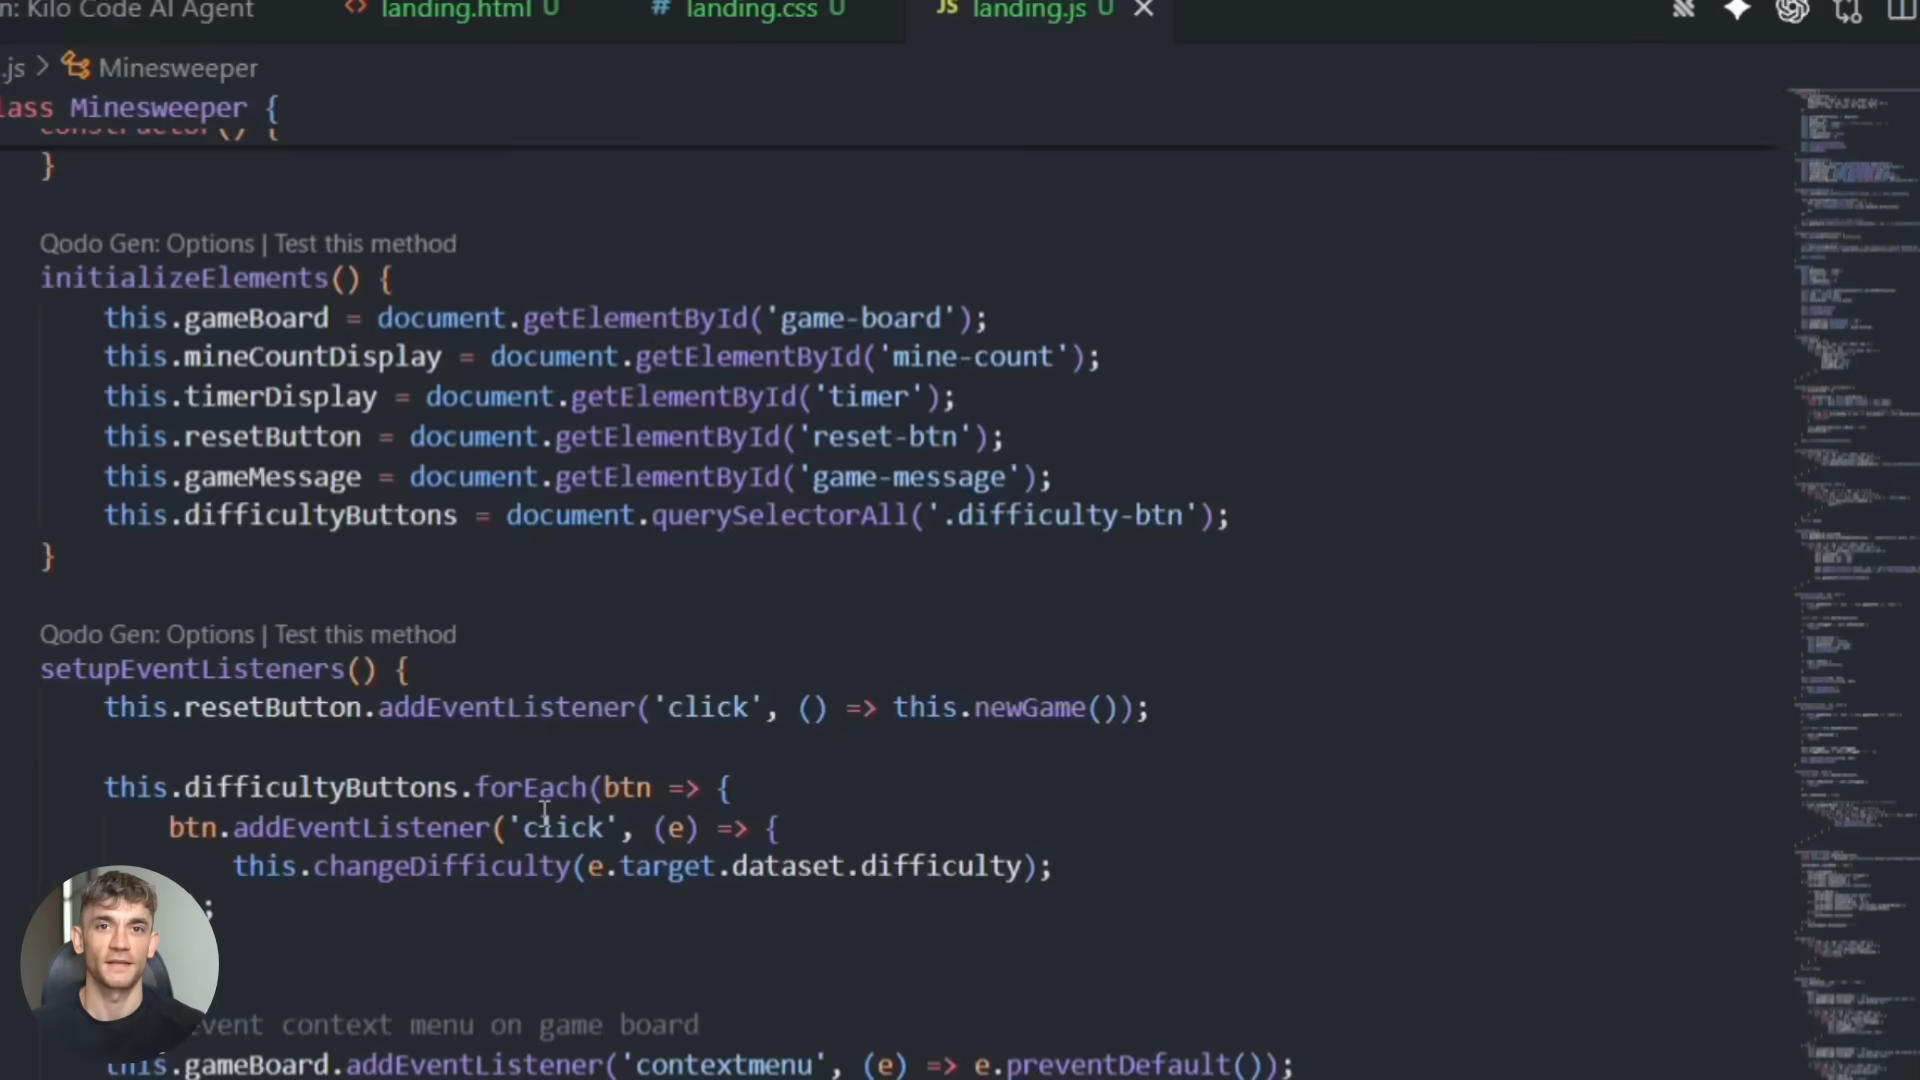 n: Kilo Code AI Agent
<> landing.html U
# landing.css U
JS landing.js U
.js > Minesweeper
lass Minesweeper {
constructor() {
}
Qodo Gen: Options | Test this method
initializeElements() {
this.gameBoard = document.getElementById('game-board');
this.mineCountDisplay = document.getElementById('mine-count');
this.timerDisplay = document.getElementById('timer');
this.resetButton = document.getElementById('reset-btn');
this.gameMessage = document.getElementById('game-message');
this.difficultyButtons = document.querySelectorAll('.difficulty-btn');
}
Qodo Gen: Options | Test this method
setupEventListeners() {
this.resetButton.addEventListener('click', () => this.newGame());
this.difficultyButtons.forEach(btn => {
btn.addEventListener('click', (e) => {
this.changeDifficulty(e.target.dataset.difficulty);
;
event context menu on game board
this.gameBoard.addEventListener('contextmenu', (e) => e.preventDefault());